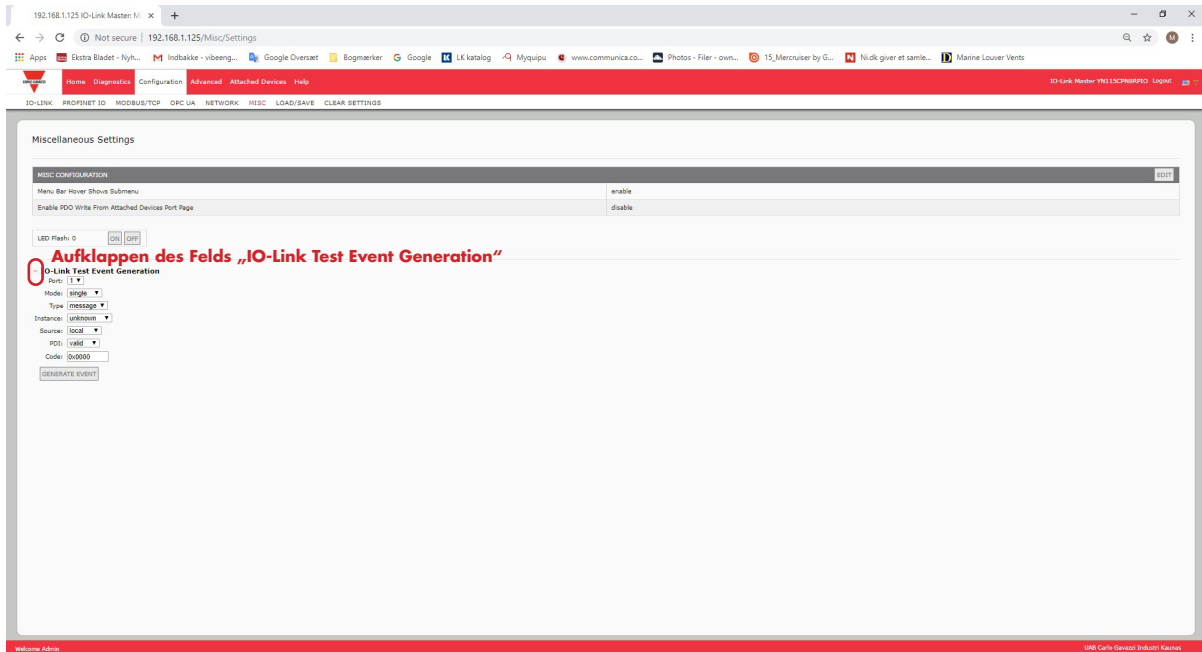 192.168.1.125 IO-Link Master: Mi
Not secure | 192.168.1.125/Misc/Settings
M
Apps Ekstra Bladet - Nyh... Indbakke - vibeeng... Google Oversæt Bogmærker Google LK katalog Myquipu www.communica.co... Photos - Filer - own... 15_Mercruiser by G... Ni.dk giver et samle... Marine Louver Vents
CARLO GAVAZZI Home Diagnostics Configuration Advanced Attached Devices Help IO-Link Master YN115CPN8RPIO Logout
IO-LINK PROFINET IO MODBUS/TCP OPC UA NETWORK MISC LOAD/SAVE CLEAR SETTINGS
Miscellaneous Settings
MISC CONFIGURATION EDIT
Menu Bar Hover Shows Submenu enable
Enable PDO Write From Attached Devices Port Page disable
LED Flash: 0 ON OFF
Aufklappen des Felds „IO-Link Test Event Generation“
IO-Link Test Event Generation
Port: 1
Mode: single
Type message
Instance: unknown
Source: local
PDI: valid
Code: 0x0000
GENERATE EVENT
Welcome Admin UAB Carlo Gavazzi Industri Kaunas